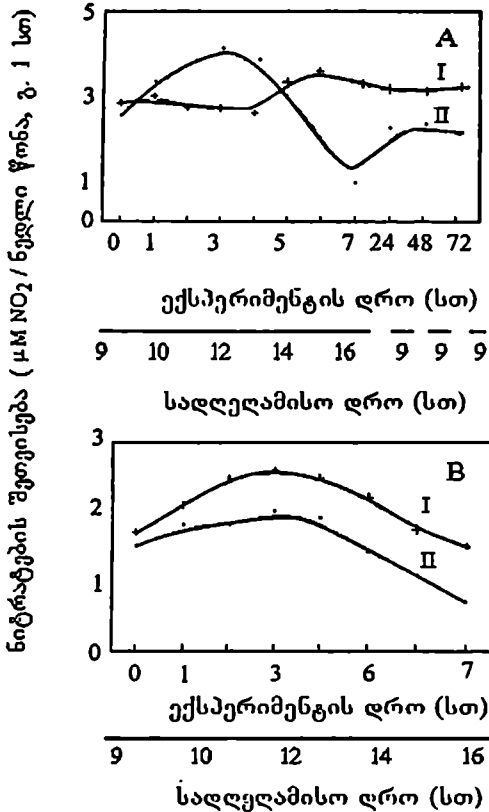 ნიტრატების შეთვისება (μM NO₂ / ნედლი წონა, გ. 1 სთ)
5
3
1
0
A
I
II
0 1 3 5 7 24 48 72
ექსპერიმენტის დრო (სთ)
9 10 12 14 16 9 9 9
სადღეღამისო დრო (სთ)
3
2
1
0
B
I
II
0 1 3 6 7
ექსპერიმენტის დრო (სთ)
9 10 12 14 16
სადღეღამისო დრო (სთ)